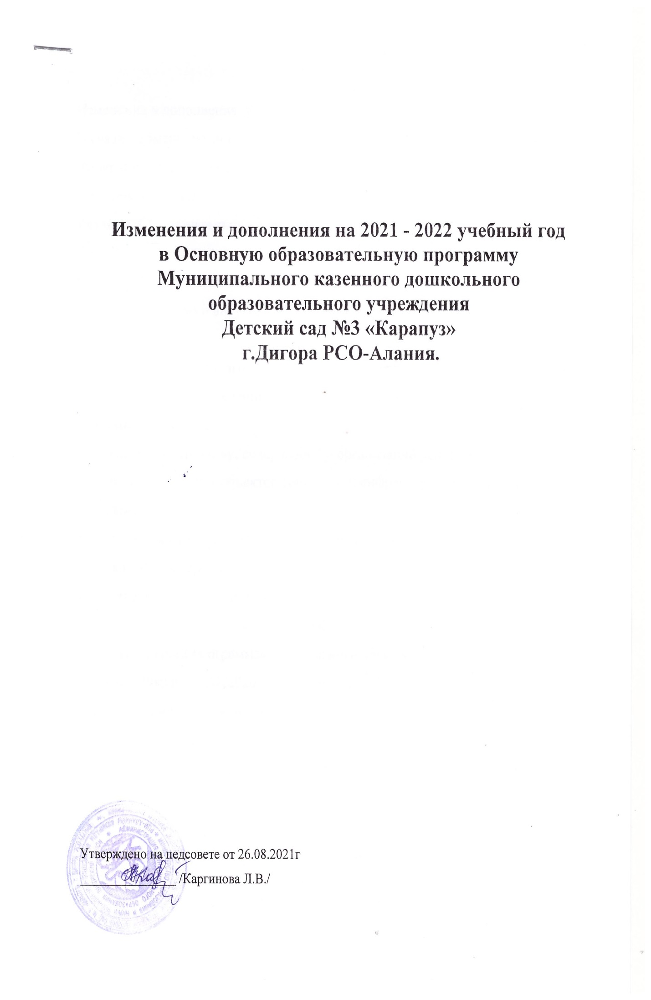 Изменения и дополнения на 2021 - 2022 учебный год
в Основную образовательную программу
Муниципального казенного дошкольного
образовательного учреждения
Детский сад №3 «Карапуз»
г.Дигора РСО-Алания.
Утверждено на педсовете от 26.08.2021г
/Каргинова Л.В./